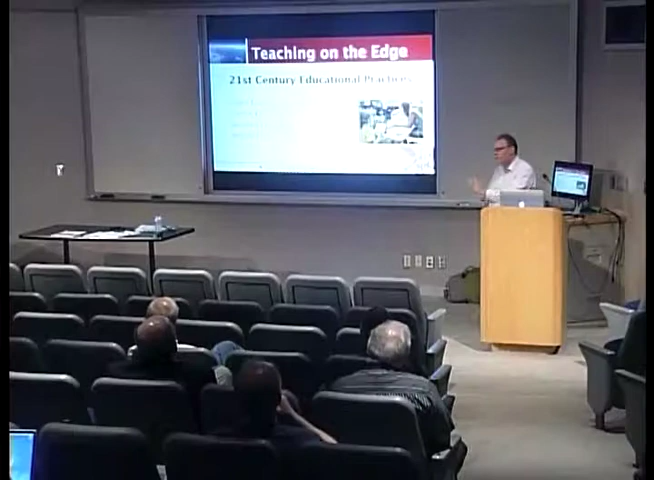 Teaching on the Edge
21st Century Educational Practices